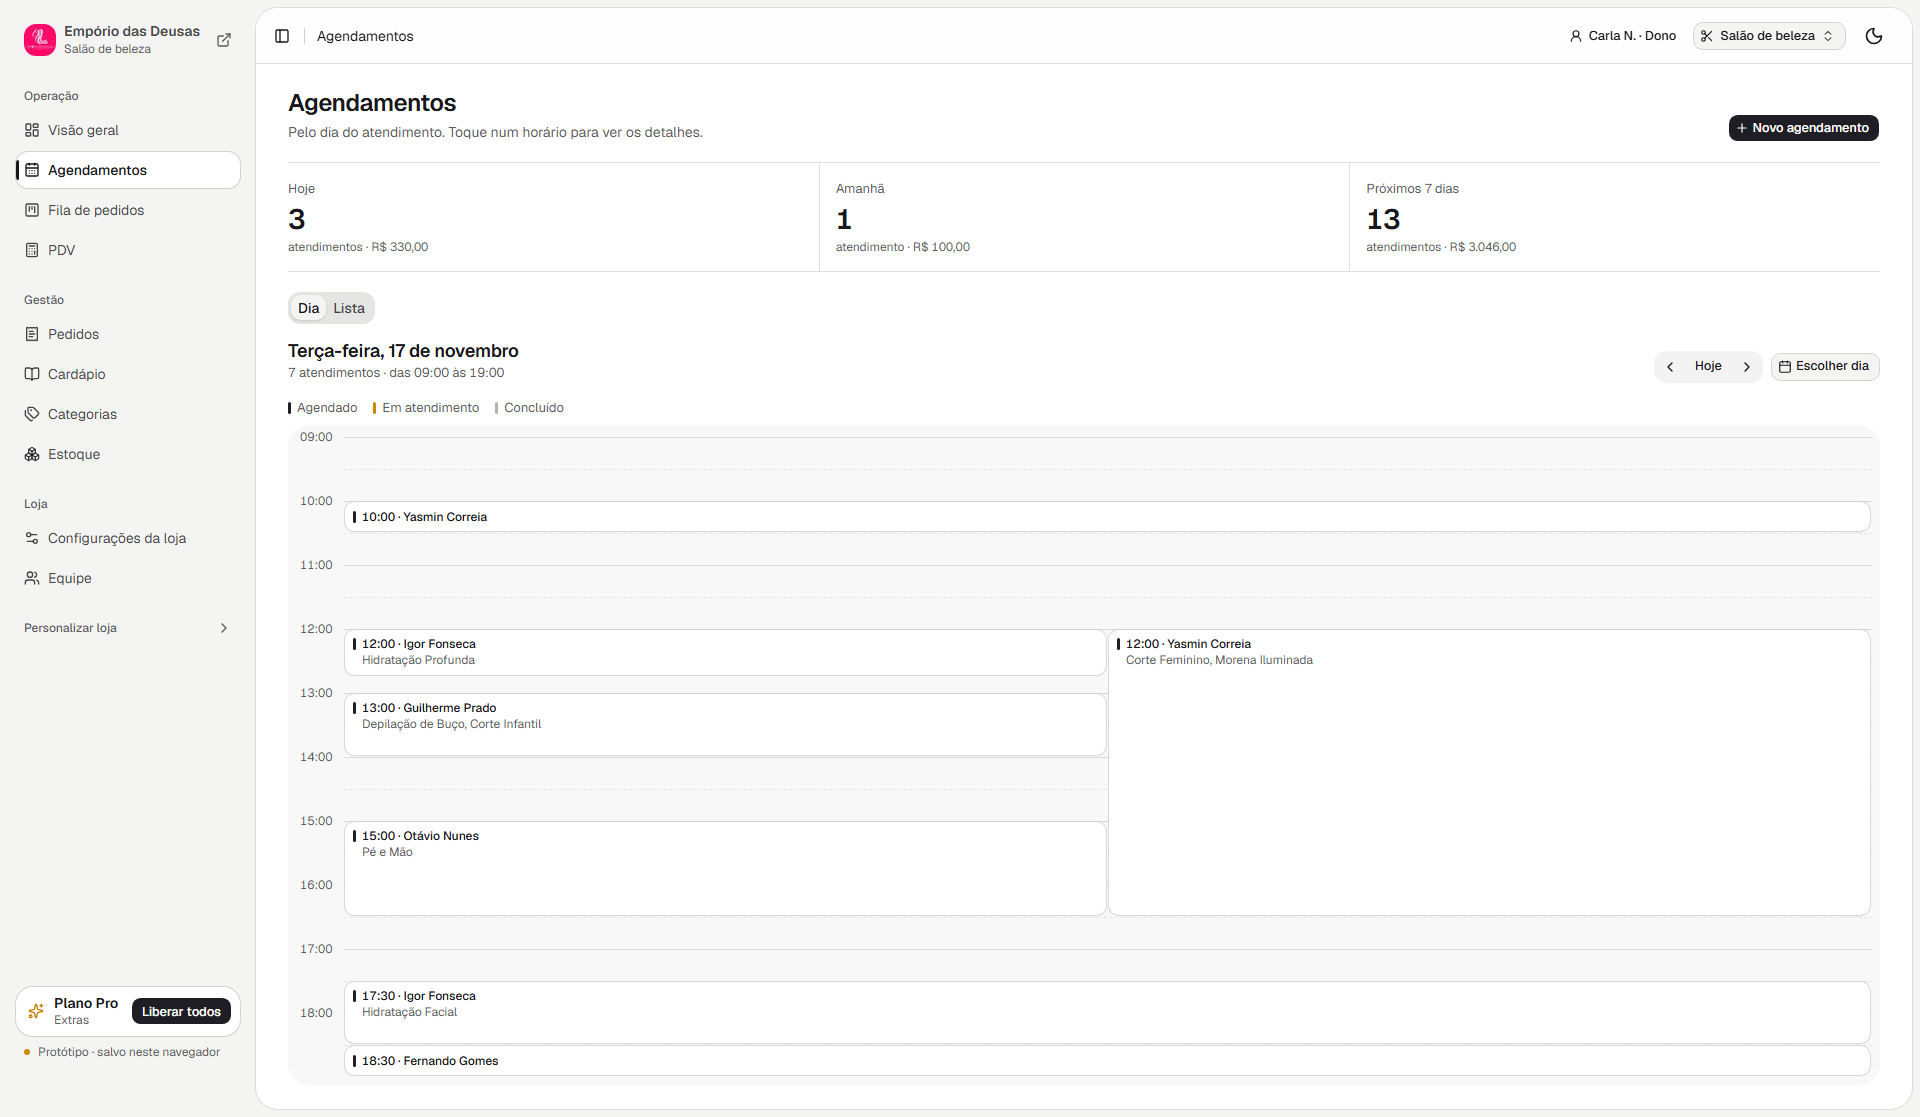 Empório das Deusas
Salão de beleza
Operação
Visão geral
Agendamentos
Fila de pedidos
PDV
Gestão
Pedidos
Cardápio
Categorias
Estoque
Loja
Configurações da loja
Equipe
Personalizar loja
Plano Pro
Extras
Liberar todos
Protótipo · salvo neste navegador
Agendamentos
Carla N. · Dono
Salão de beleza
Agendamentos
Pelo dia do atendimento. Toque num horário para ver os detalhes.
Novo agendamento
Hoje
3
atendimentos · R$ 330,00
Amanhã
1
atendimento · R$ 100,00
Próximos 7 dias
13
atendimentos · R$ 3.046,00
Dia
Lista
Terça-feira, 17 de novembro
7 atendimentos · das 09:00 às 19:00
Hoje
Escolher dia
Agendado
Em atendimento
Concluído
09:00
10:00
10:00 · Yasmin Correia
11:00
12:00
12:00 · Igor Fonseca
Hidratação Profunda
12:00 · Yasmin Correia
Corte Feminino, Morena Iluminada
13:00
13:00 · Guilherme Prado
Depilação de Buço, Corte Infantil
14:00
15:00
15:00 · Otávio Nunes
Pé e Mão
16:00
17:00
17:30 · Igor Fonseca
Hidratação Facial
18:00
18:30 · Fernando Gomes